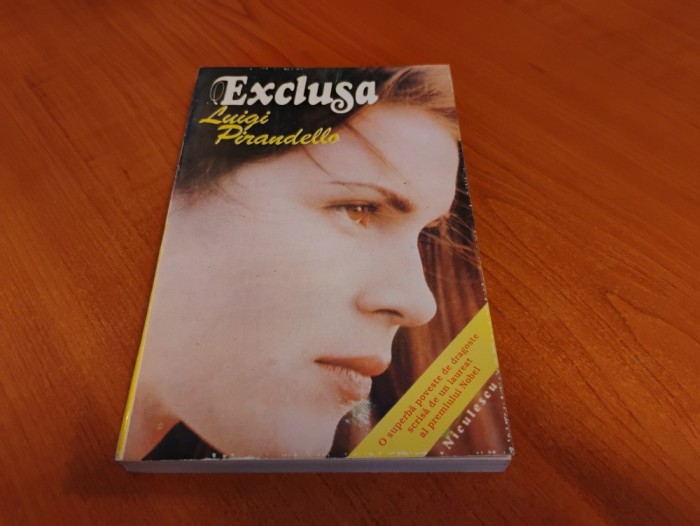 Exclusa
Luigi
Pirandello
O superbă poveste de dragoste
scrisă de un laureat
al premiului Nobel
Niculescu